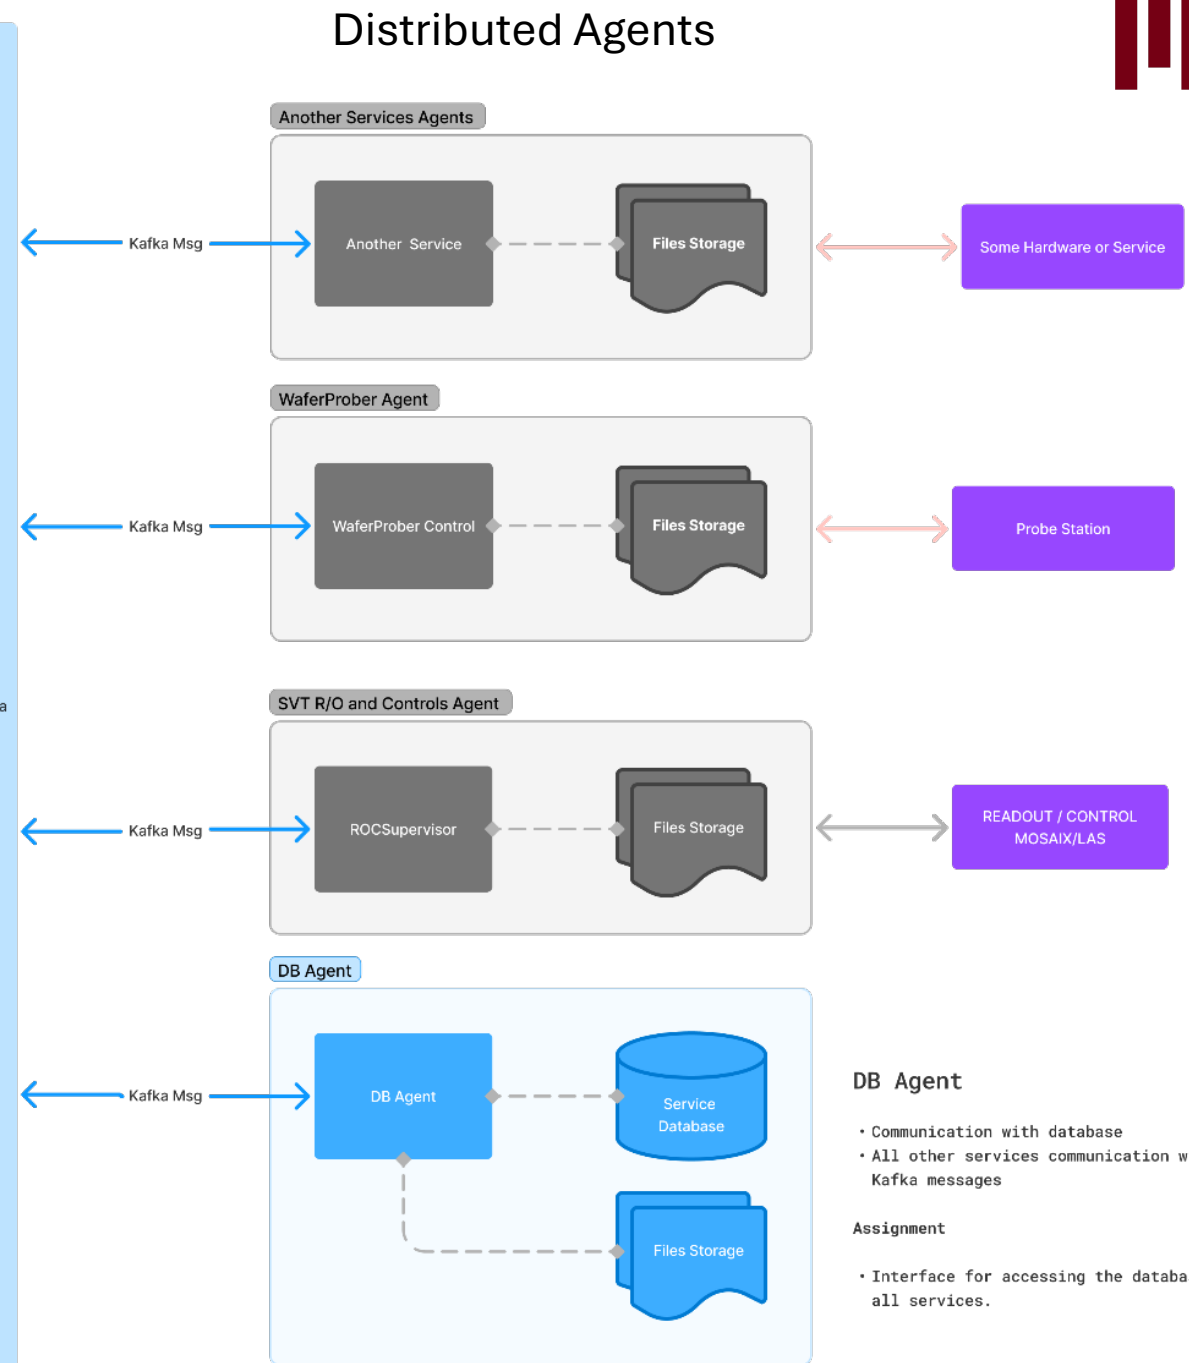 Distributed Agents
Another Services Agents
Kafka Msg
Another Service
Files Storage
Some Hardware or Service
WaferProber Agent
Kafka Msg
WaferProber Control
Files Storage
Probe Station
a
SVT R/O and Controls Agent
Kafka Msg
ROCSupervisor
Files Storage
READOUT / CONTROL
MOSAIX/LAS
DB Agent
Kafka Msg
DB Agent
Service
Database
Files Storage
DB Agent
• Communication with database
• All other services communication w
Kafka messages
Assignment
• Interface for accessing the databa
all services.